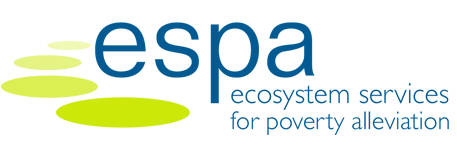 espa
ecosystem services
for poverty alleviation